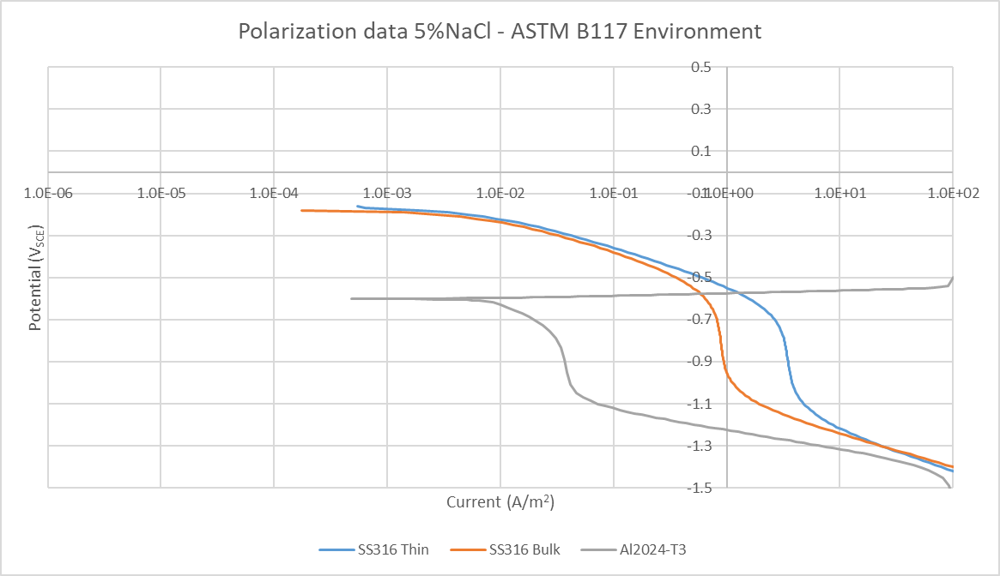 Polarization data 5%NaCl - ASTM B117 Environment
0.5
0.3
0.1
1.0E-06 1.0E-05 1.0E-04 1.0E-03 1.0E-02 1.0E-01 -0.1 1.0E+00 1.0E+01 1.0E+02
-0.3
-0.5
-0.7
-0.9
-1.1
-1.3
-1.5
Potential (VSCE)
Current (A/m²)
SS316 Thin SS316 Bulk Al2024-T3